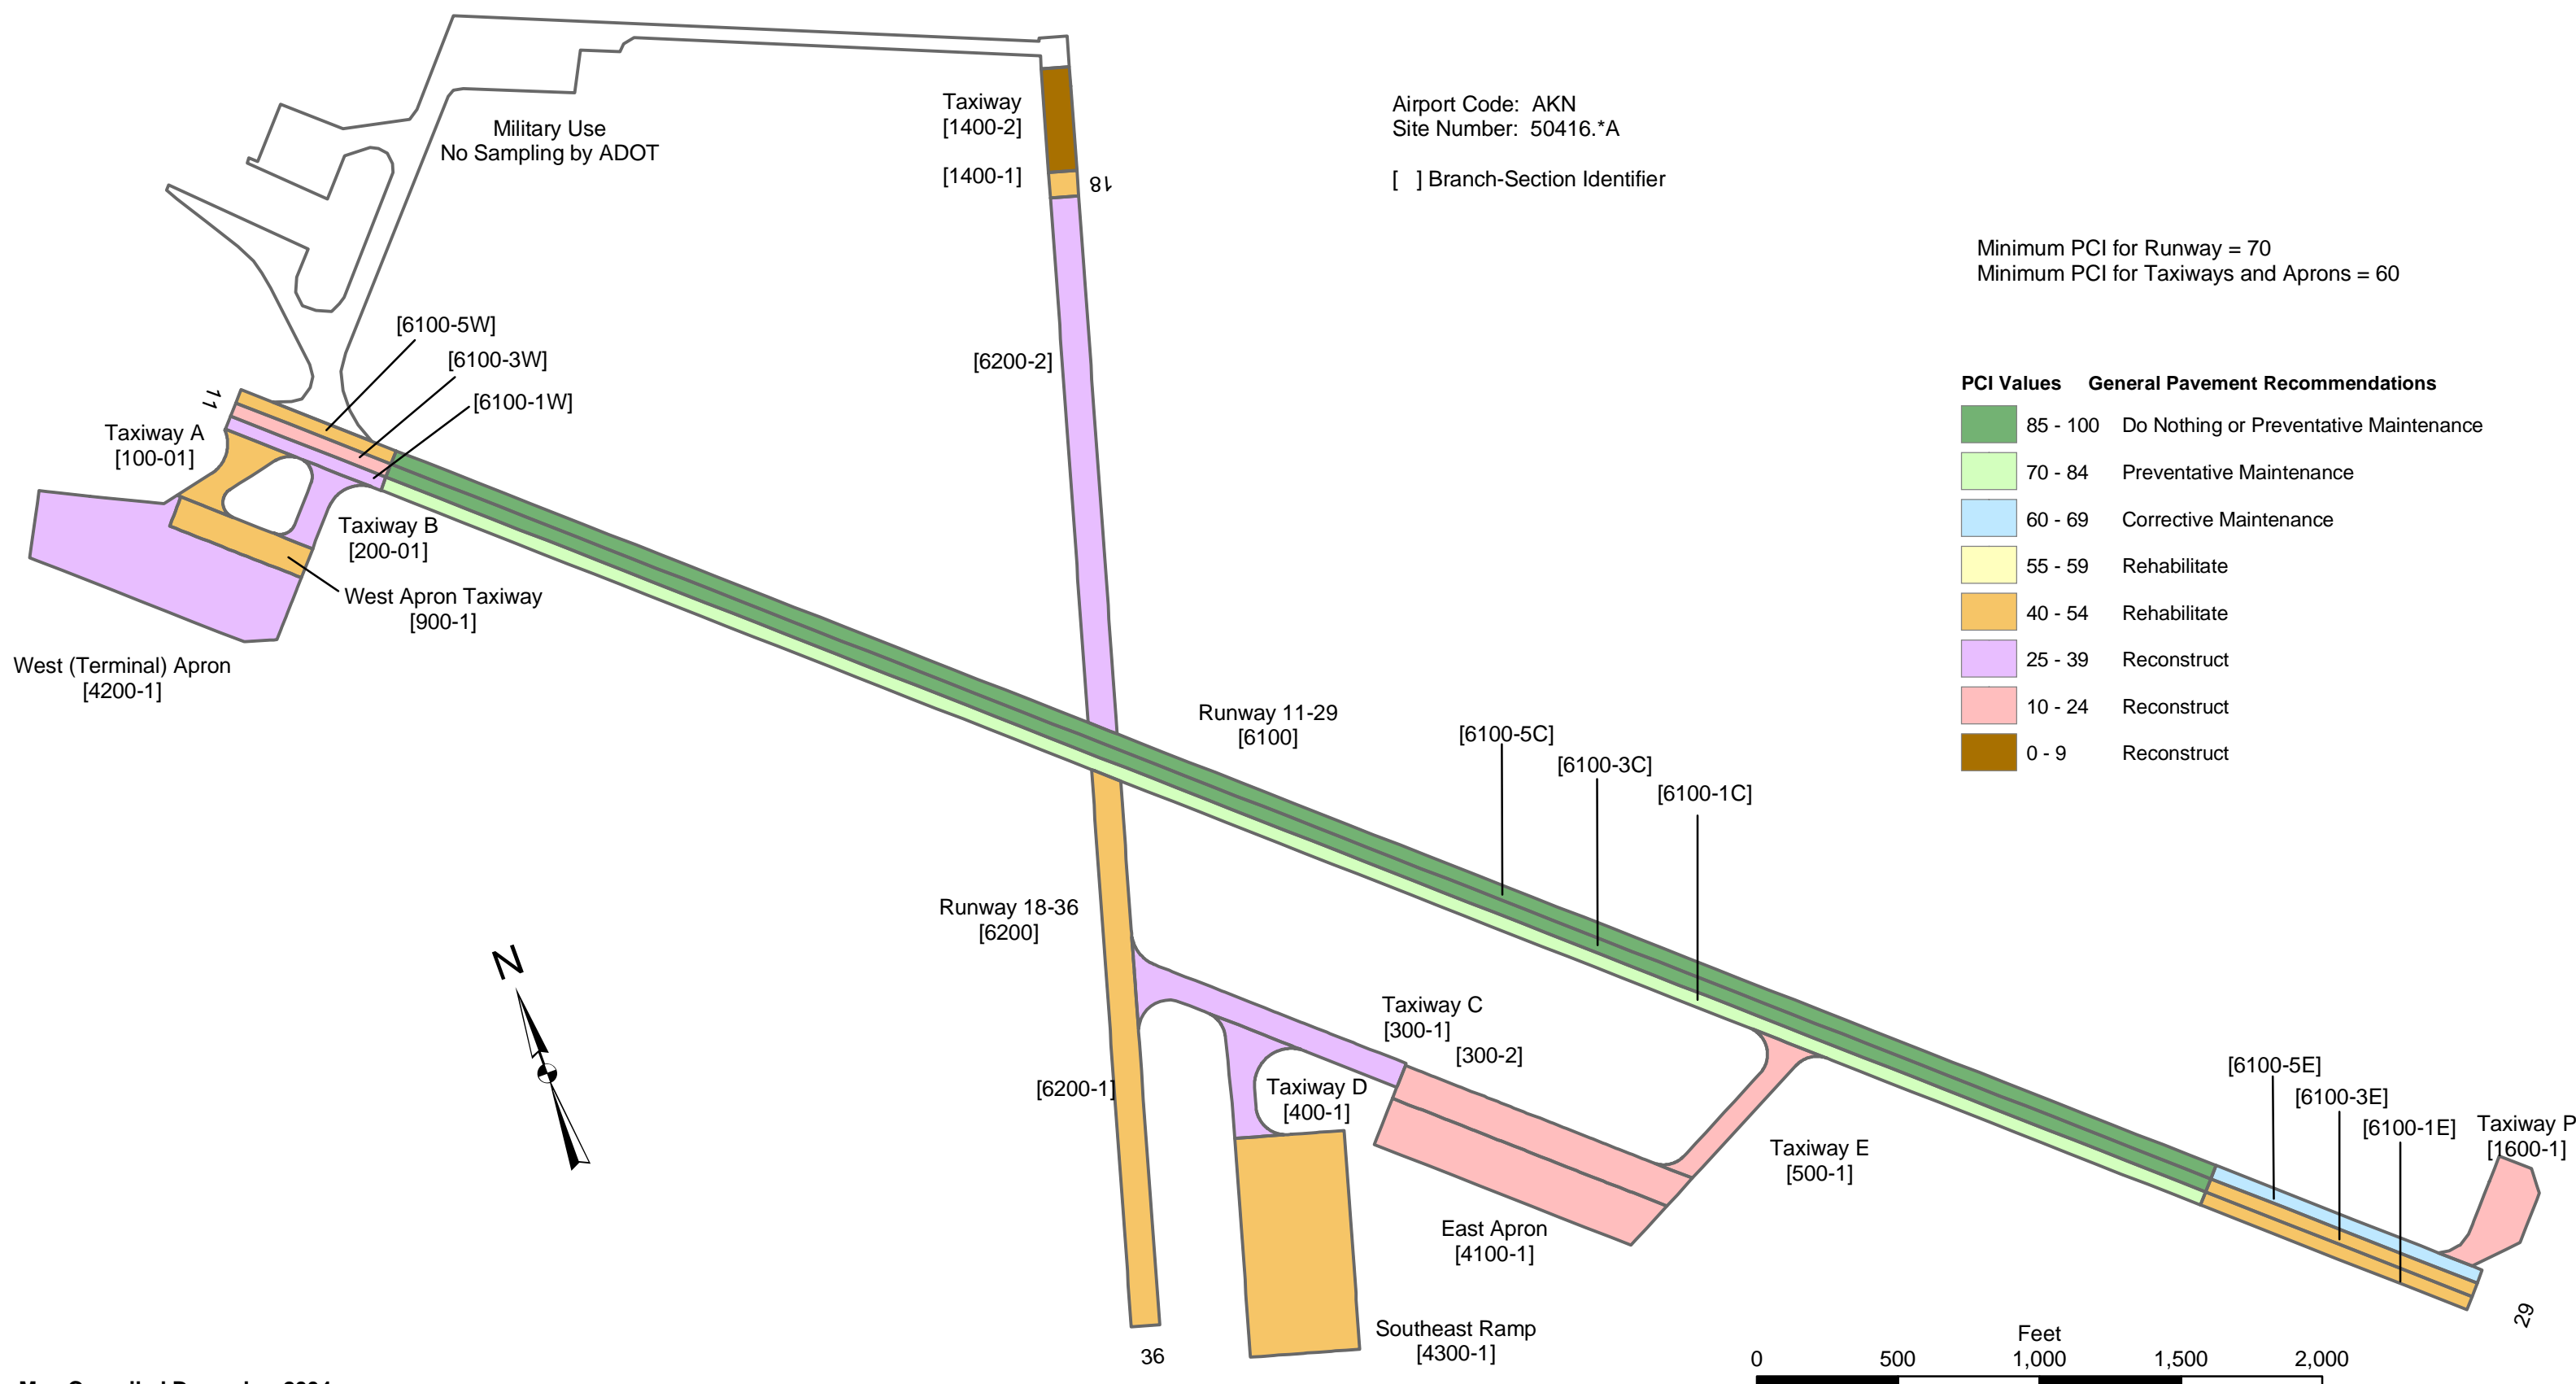 Taxiway
[1400-2]
[1400-1]
18
Military Use
No Sampling by ADOT
Airport Code: AKN
Site Number: 50416.*A
[ ] Branch-Section Identifier
Minimum PCI for Runway = 70
Minimum PCI for Taxiways and Aprons = 60
[6100-5W]
[6100-3W]
[6100-1W]
11
Taxiway A
[100-01]
Taxiway B
[200-01]
West Apron Taxiway
[900-1]
West (Terminal) Apron
[4200-1]
[6200-2]
PCI Values General Pavement Recommendations
85 - 100 Do Nothing or Preventative Maintenance
70 - 84 Preventative Maintenance
60 - 69 Corrective Maintenance
55 - 59 Rehabilitate
40 - 54 Rehabilitate
25 - 39 Reconstruct
10 - 24 Reconstruct
0 - 9 Reconstruct
Runway 11-29
[6100]
[6100-5C]
[6100-3C]
[6100-1C]
Runway 18-36
[6200]
N
Taxiway C
[300-1]
[300-2]
[6200-1]
Taxiway D
[400-1]
Taxiway E
[500-1]
East Apron
[4100-1]
[6100-5E]
[6100-3E]
[6100-1E]
Taxiway P
[1600-1]
29
Southeast Ramp
[4300-1]
36
Feet
0 500 1,000 1,500 2,000